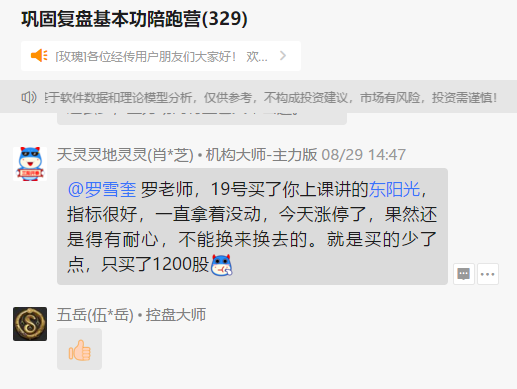 巩固复盘基本功陪跑营(329)
[玫瑰]各位经传用户朋友们大家好！ 欢...
于软件数据和理论模型分析，仅供参考，不构成投资建议，市场有风险，投资需谨慎！
天灵灵地灵灵(肖*芝) • 机构大师-主力版 08/29 14:47
@罗雪奎 罗老师，19号买了你上课讲的东阳光，
指标很好，一直拿着没动，今天涨停了，果然还
是得有耐心，不能换来换去的。就是买的少了
点，只买了1200股
五岳(伍*岳) • 控盘大师